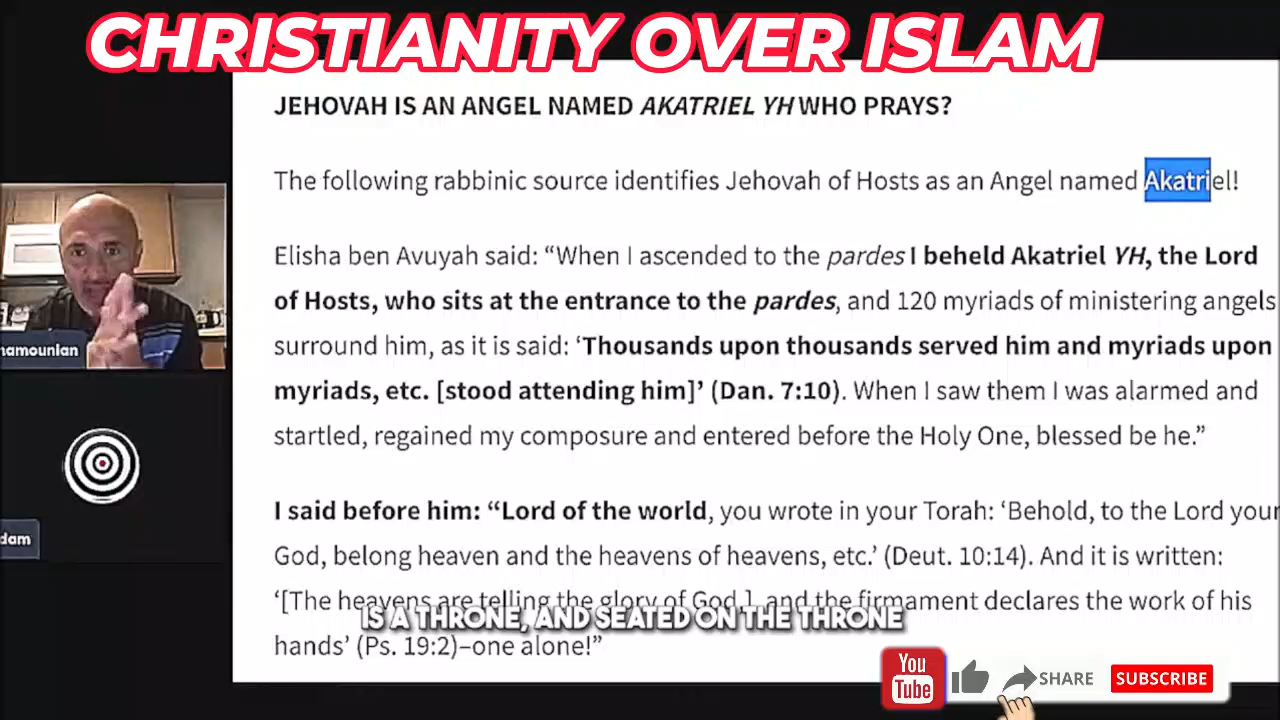 CHRISTIANITY OVER ISLAM
JEHOVAH IS AN ANGEL NAMED AKATRIEL YH WHO PRAYS?
The following rabbinic source identifies Jehovah of Hosts as an Angel named Akatriel!
Elisha ben Avuyah said: “When I ascended to the pardes I beheld Akatriel YH, the Lord
of Hosts, who sits at the entrance to the pardes, and 120 myriads of ministering angels
surround him, as it is said: ‘Thousands upon thousands served him and myriads upon
myriads, etc. [stood attending him]’ (Dan. 7:10). When I saw them I was alarmed and
startled, regained my composure and entered before the Holy One, blessed be he.”
I said before him: “Lord of the world, you wrote in your Torah: ‘Behold, to the Lord your
God, belong heaven and the heavens of heavens, etc.’ (Deut. 10:14). And it is written:
‘[The heavens are telling the glory of God,], and the firmament declares the work of his
hands’ (Ps. 19:2)–one alone!”
IS A THRONE, AND SEATED ON THE THRONE
hamounian
dam
You
Tube
SHARE
SUBSCRIBE